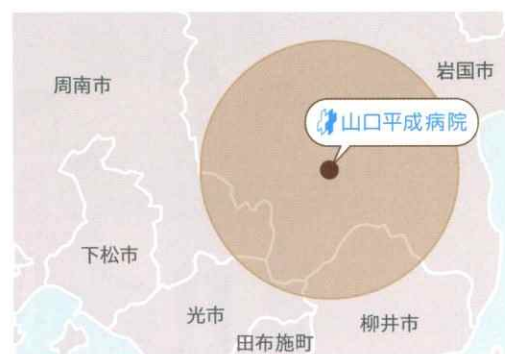 周南市
岩国市
山口平成病院
下松市
光市
柳井市
田布施町